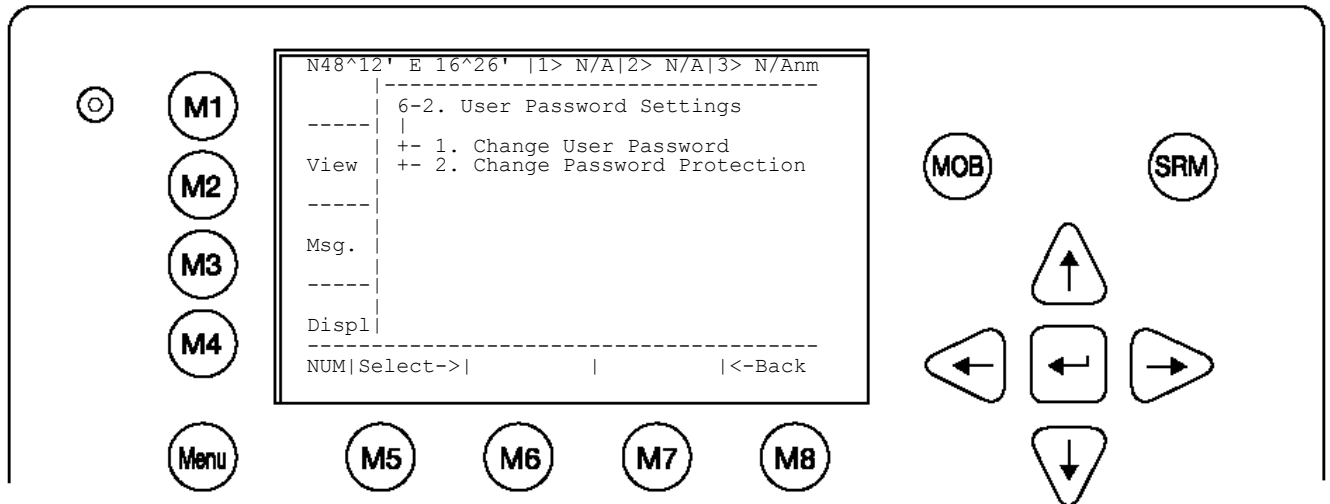 N48^12' E 16^26' |1> N/A|2> N/A|3> N/Anm
|----------------------------------
| 6-2. User Password Settings
-----| |
| +- 1. Change User Password
View | +- 2. Change Password Protection
-----|
Msg. |
-----|
Displ|
----------------------------------------
NUM|Select->| | |<-Back
M1
M2
M3
M4
Menu
M5
M6
M7
M8
MOB
SRM